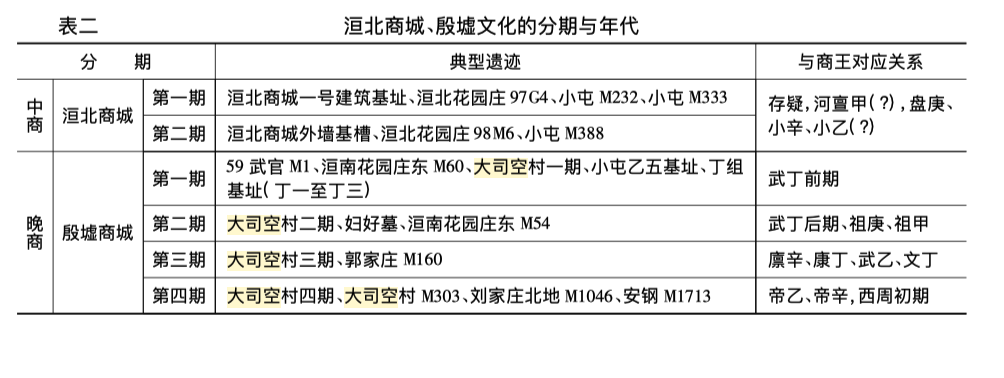 表二 洹北商城、殷墟文化的分期与年代
分 期 典型遗迹 与商王对应关系
中商 洹北商城 第一期 洹北商城一号建筑基址、洹北花园庄 97G4、小屯 M232、小屯 M333 存疑,河亶甲(?),盘庚、
小辛、小乙(?)
第二期 洹北商城外墙基槽、洹北花园庄 98M6、小屯 M388
晚商 殷墟商城 第一期 59 武官 M1、洹南花园庄东 M60、大司空村一期、小屯乙五基址、丁组
基址(丁一至丁三) 武丁前期
第二期 大司空村二期、妇好墓、洹南花园庄东 M54 武丁后期、祖庚、祖甲
第三期 大司空村三期、郭家庄 M160 廪辛、康丁、武乙、文丁
第四期 大司空村四期、大司空村 M303、刘家庄北地 M1046、安钢 M1713 帝乙、帝辛,西周初期